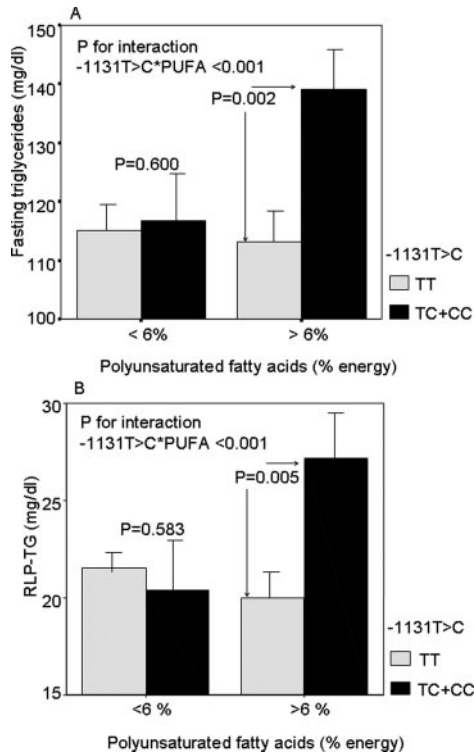 A
P for interaction
-1131T>C*PUFA <0.001
P=0.002
P=0.600
Fasting triglycerides (mg/dl)
150
140
130
120
110
100
-1131T>C
TT
TC+CC
< 6%
> 6%
Polyunsaturated fatty acids (% energy)
B
P for interaction
-1131T>C*PUFA <0.001
P=0.005
P=0.583
RLP-TG (mg/dl)
30
25
20
15
-1131T>C
TT
TC+CC
<6 %
>6 %
Polyunsaturated fatty acids (% energy)